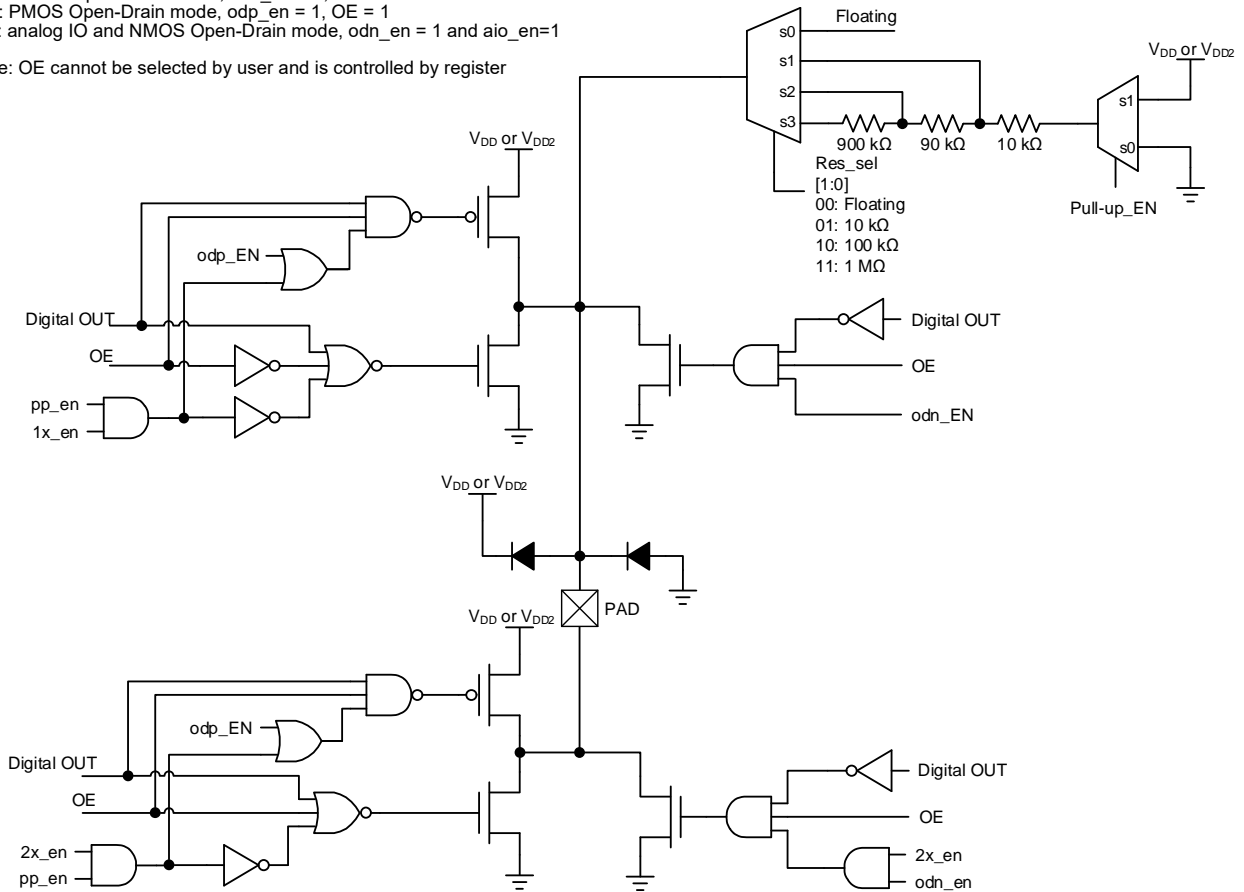 : PMOS Open-Drain mode, odp_en = 1, OE = 1
: analog IO and NMOS Open-Drain mode, odn_en = 1 and aio_en=1
e: OE cannot be selected by user and is controlled by register
Floating
s0
s1
s2
s3
900 kΩ
90 kΩ
10 kΩ
VDD or VDD2
s1
s0
Pull-up_EN
Res_sel
[1:0]
00: Floating
01: 10 kΩ
10: 100 kΩ
11: 1 MΩ
VDD or VDD2
odp_EN
Digital OUT
OE
pp_en
1x_en
Digital OUT
OE
odn_EN
VDD or VDD2
PAD
VDD or VDD2
odp_EN
Digital OUT
OE
2x_en
pp_en
Digital OUT
OE
2x_en
odn_en